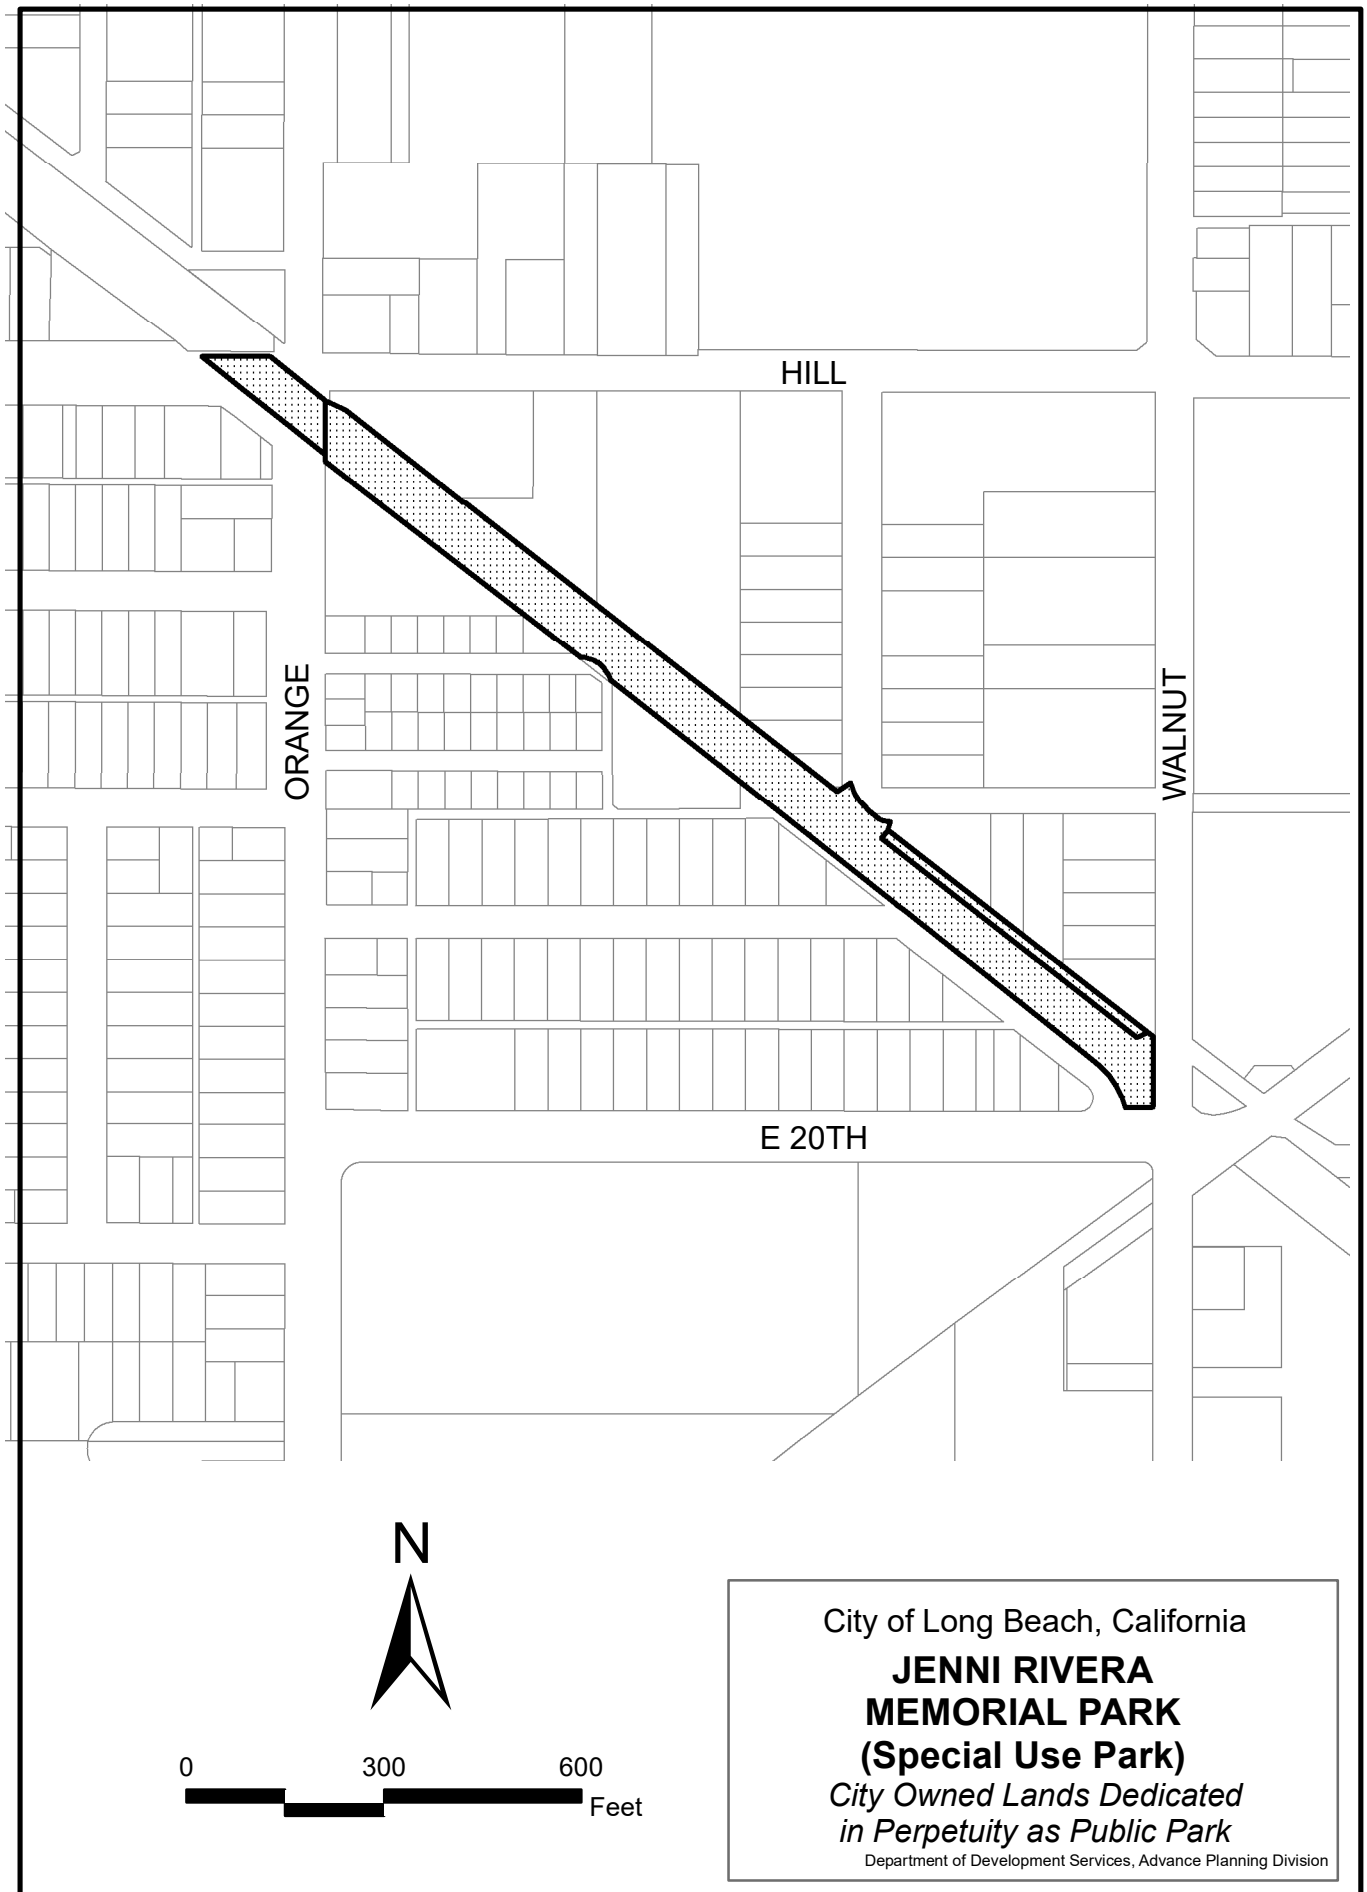 HILL
ORANGE
WALNUT
E 20TH
N
0 300 600
Feet
City of Long Beach, California
JENNI RIVERA
MEMORIAL PARK
(Special Use Park)
City Owned Lands Dedicated
in Perpetuity as Public Park
Department of Development Services, Advance Planning Division